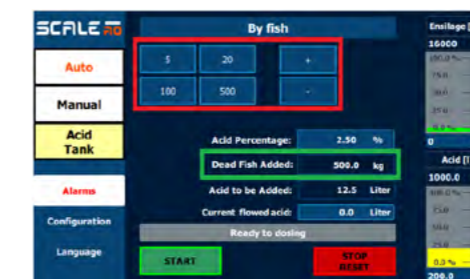 SCALE AQ
By fish
Ensilage [
16000
5 20 +
100 500 -
Auto
Manual
Acid Tank
Acid Percentage: 2.50 %
Dead Fish Added: 500.0 kg
0
Acid [l
1000.0
Acid to be Added: 12.5 Liter
Alarms
Current flowed acid: 0.0 Liter
Configuration
Ready to dosing
Language
START
STOP RESET
0.0 %
200.0